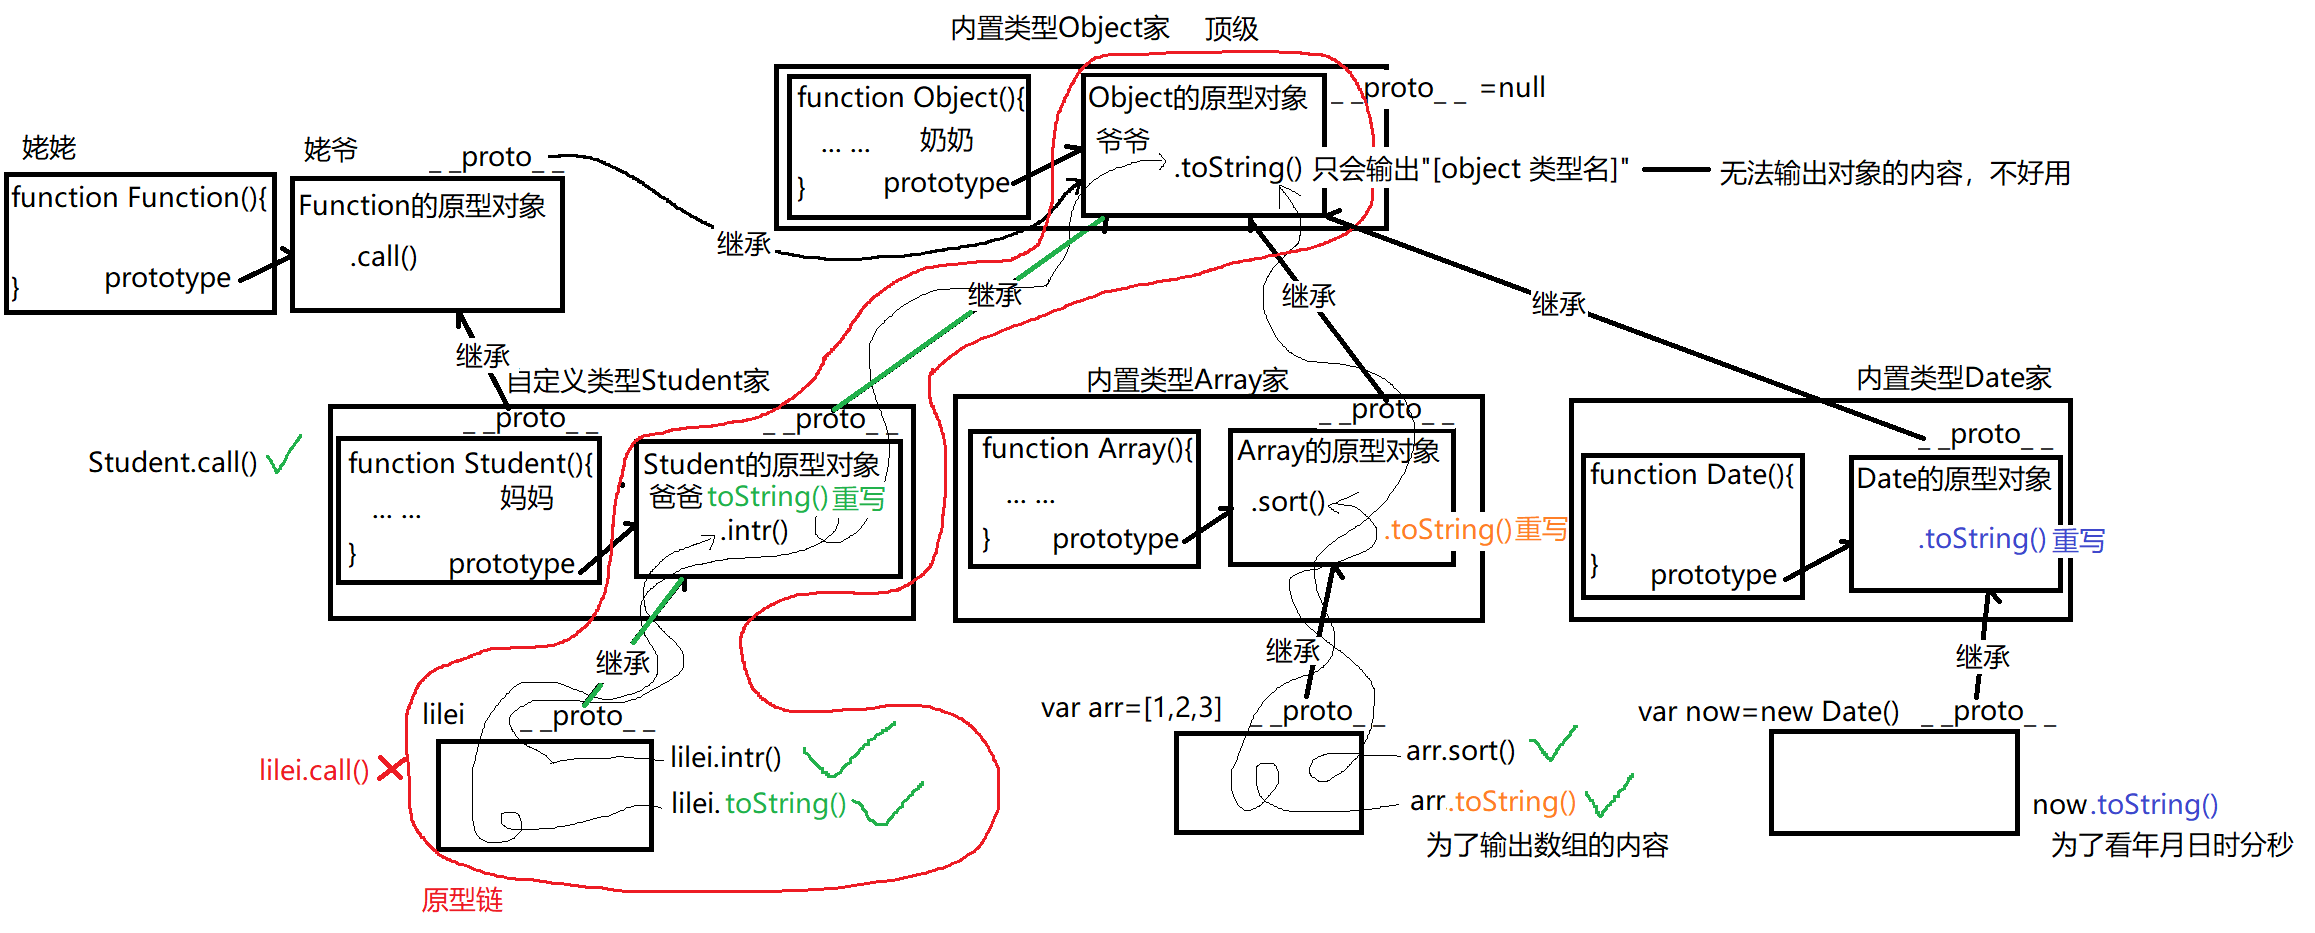 内置类型Object家 顶级
function Object(){
... ... 奶奶
}
prototype
Object的原型对象
爷爷
.toString() 只会输出"[object 类型名]"
无法输出对象的内容，不好用
_ _proto_ _ =null
姥姥
function Function(){
prototype
}
姥爷
_ _proto_ _
Function的原型对象
.call()
继承
继承
继承
继承
继承
自定义类型Student家
_ _proto_ _
_ _proto_ _
Student.call()
function Student(){
妈妈
... ...
}
prototype
Student的原型对象
爸爸 toString() 重写
.intr()
内置类型Array家
_ _proto_ _
function Array(){
... ...
}
prototype
Array的原型对象
.sort()
.toString() 重写
内置类型Date家
_ _proto_ _
function Date(){
}
prototype
Date的原型对象
.toString() 重写
继承
继承
继承
lilei
_ _proto_ _
lilei.call()
lilei.intr()
lilei.toString()
原型链
var arr=[1,2,3]
_ _proto_ _
arr.sort()
arr.toString()
为了输出数组的内容
var now=new Date()
_ _proto_ _
now.toString()
为了看年月日时分秒